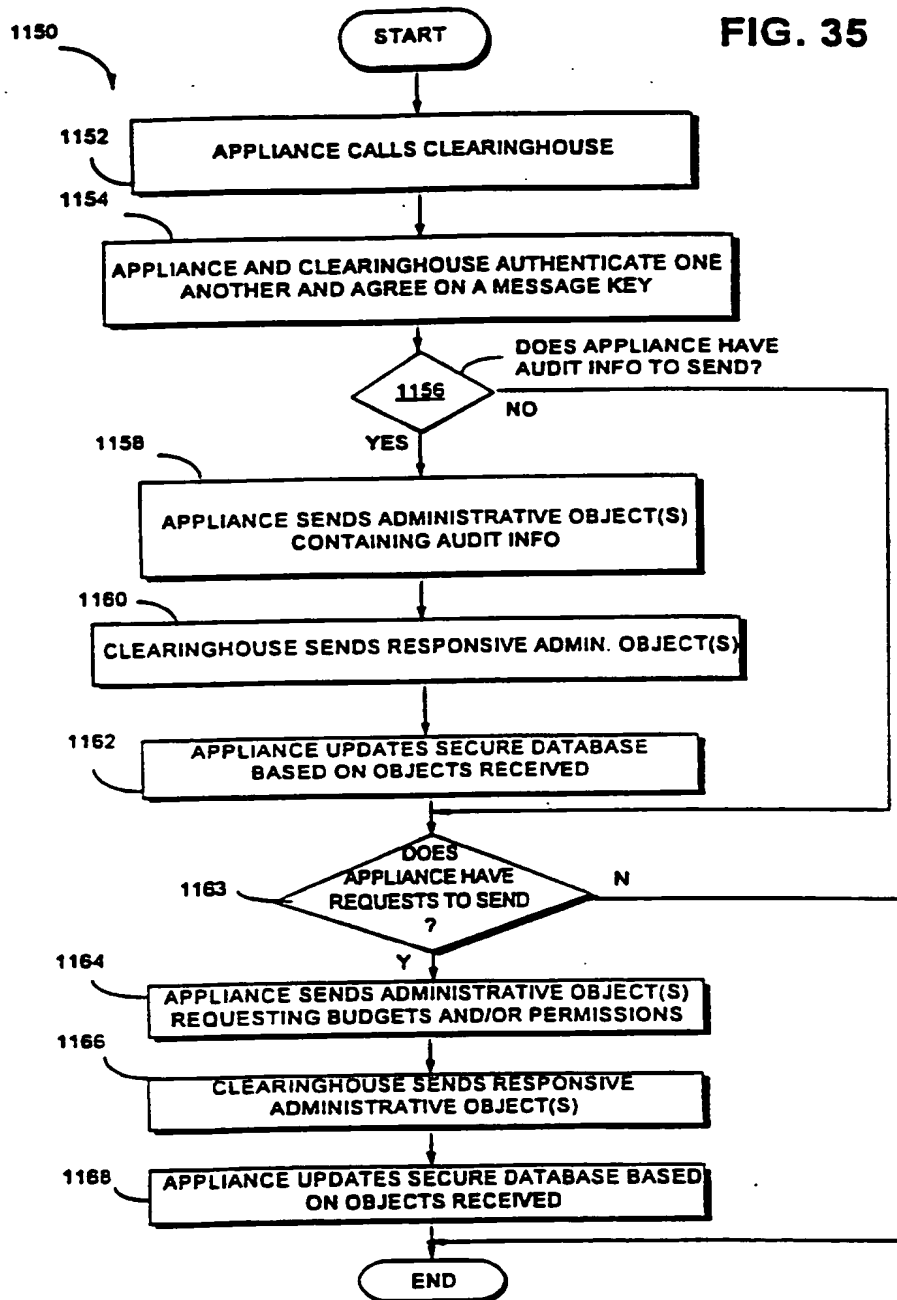 FIG. 35
1150
START
1152
APPLIANCE CALLS CLEARINGHOUSE
1154
APPLIANCE AND CLEARINGHOUSE AUTHENTICATE ONE
ANOTHER AND AGREE ON A MESSAGE KEY
DOES APPLIANCE HAVE
AUDIT INFO TO SEND?
1156
NO
YES
1158
APPLIANCE SENDS ADMINISTRATIVE OBJECT(S)
CONTAINING AUDIT INFO
1160
CLEARINGHOUSE SENDS RESPONSIVE ADMIN. OBJECT(S)
1162
APPLIANCE UPDATES SECURE DATABASE
BASED ON OBJECTS RECEIVED
1163
DOES
APPLIANCE HAVE
REQUESTS TO SEND
?
N
Y
1164
APPLIANCE SENDS ADMINISTRATIVE OBJECT(S)
REQUESTING BUDGETS AND/OR PERMISSIONS
1166
CLEARINGHOUSE SENDS RESPONSIVE
ADMINISTRATIVE OBJECT(S)
1168
APPLIANCE UPDATES SECURE DATABASE BASED
ON OBJECTS RECEIVED
END